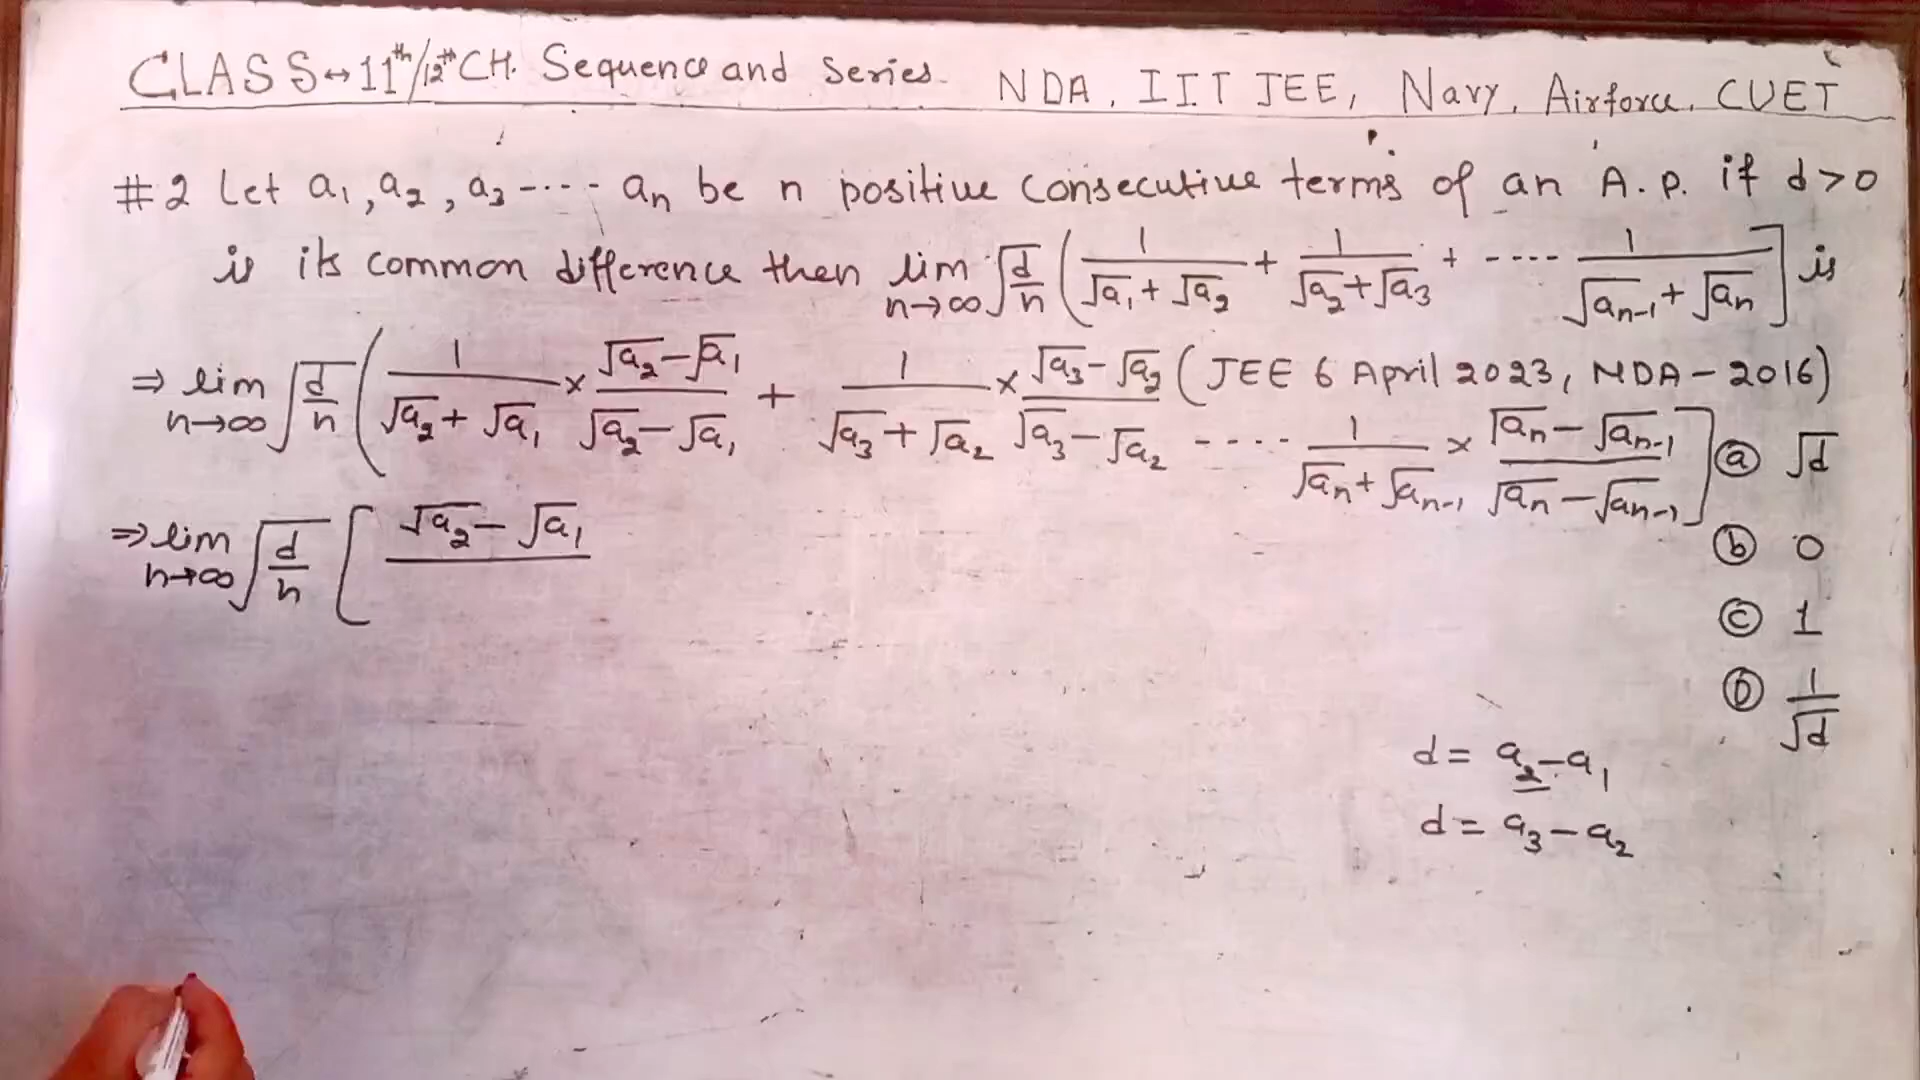 CLASS↔11th/12th CH. Sequence and Series. NDA, IIT JEE, Navy, Airforce, CUET
#2 Let a₁, a₂, a₃ ---- aₙ be n positive consecutive terms of an A.P. if d>0
is its common difference then lim n→∞ √(d/n) ( 1/(√a₁+√a₂) + 1/(√a₂+√a₃) + ---- 1/(√aₙ₋₁+√aₙ) ] is
⇒ lim n→∞ √(d/n) ( 1/(√a₂+√a₁) × (√a₂-√a₁)/(√a₂-√a₁) + 1/(√a₃+√a₂) × (√a₃-√a₂)/(√a₃-√a₂) ---- 1/(√aₙ+√aₙ₋₁) × (√aₙ-√aₙ₋₁)/(√aₙ-√aₙ₋₁) ]
(JEE 6 April 2023, NDA-2016)
ⓐ √d
⇒ lim n→∞ √(d/n) [ √a₂-√a₁
ⓑ 0
ⓒ 1
Ⓓ 1/√d
d = a₂-a₁
d = a₃-a₂